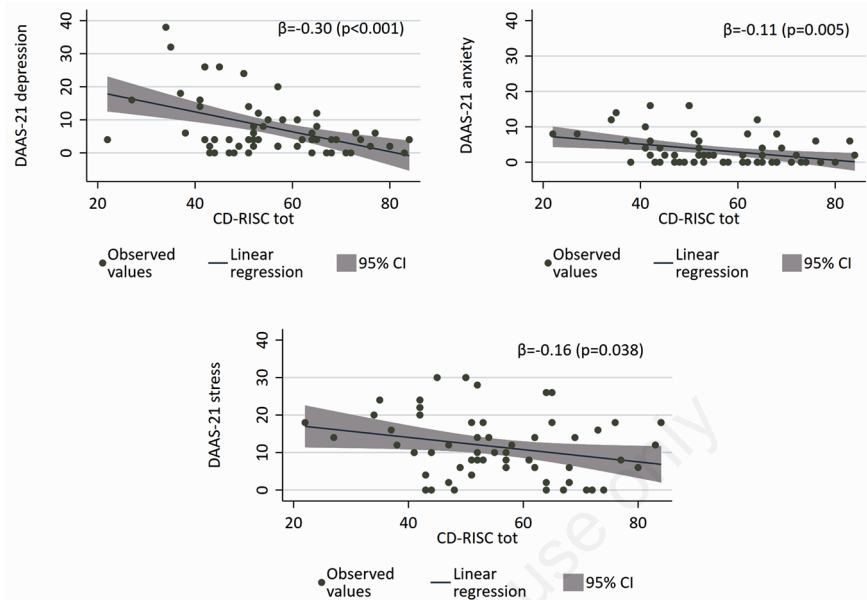 β=-0.30 (p<0.001)
DAAS-21 depression
40
30
20
10
0
20 40 60 80
CD-RISC tot
Observed values
Linear regression
95% CI
β=-0.11 (p=0.005)
DAAS-21 anxiety
40
30
20
10
0
20 40 60 80
CD-RISC tot
Observed values
Linear regression
95% CI
β=-0.16 (p=0.038)
DAAS-21 stress
40
30
20
10
0
20 40 60 80
CD-RISC tot
Observed values
Linear regression
95% CI
use only